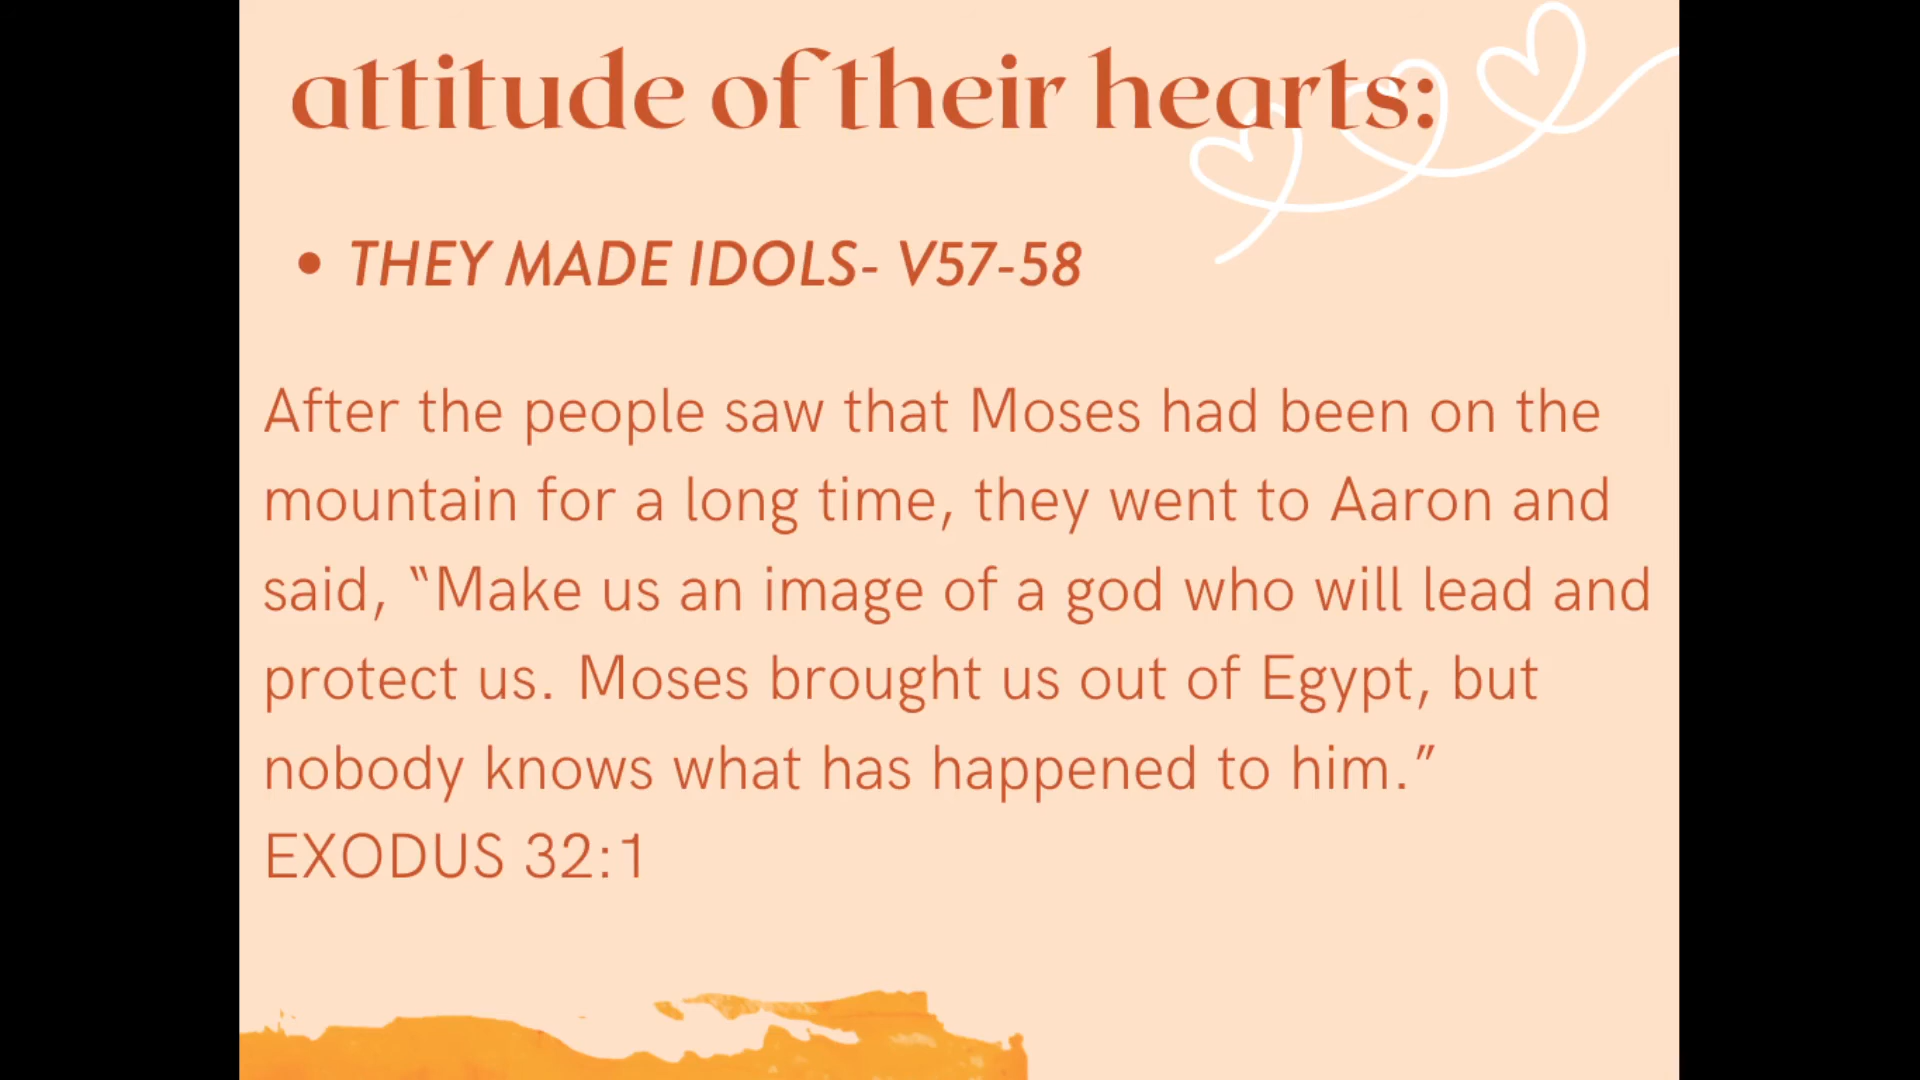 attitude of their hearts:
• THEY MADE IDOLS- V57-58
After the people saw that Moses had been on the
mountain for a long time, they went to Aaron and
said, “Make us an image of a god who will lead and
protect us. Moses brought us out of Egypt, but
nobody knows what has happened to him.”
EXODUS 32:1